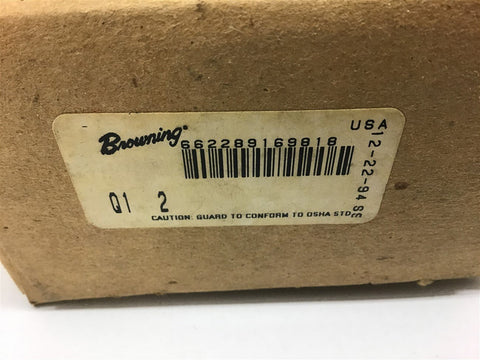 Browning
662289169818
USA
Q1 2
CAUTION: GUARD TO CONFORM TO OSHA STD
12-22-94